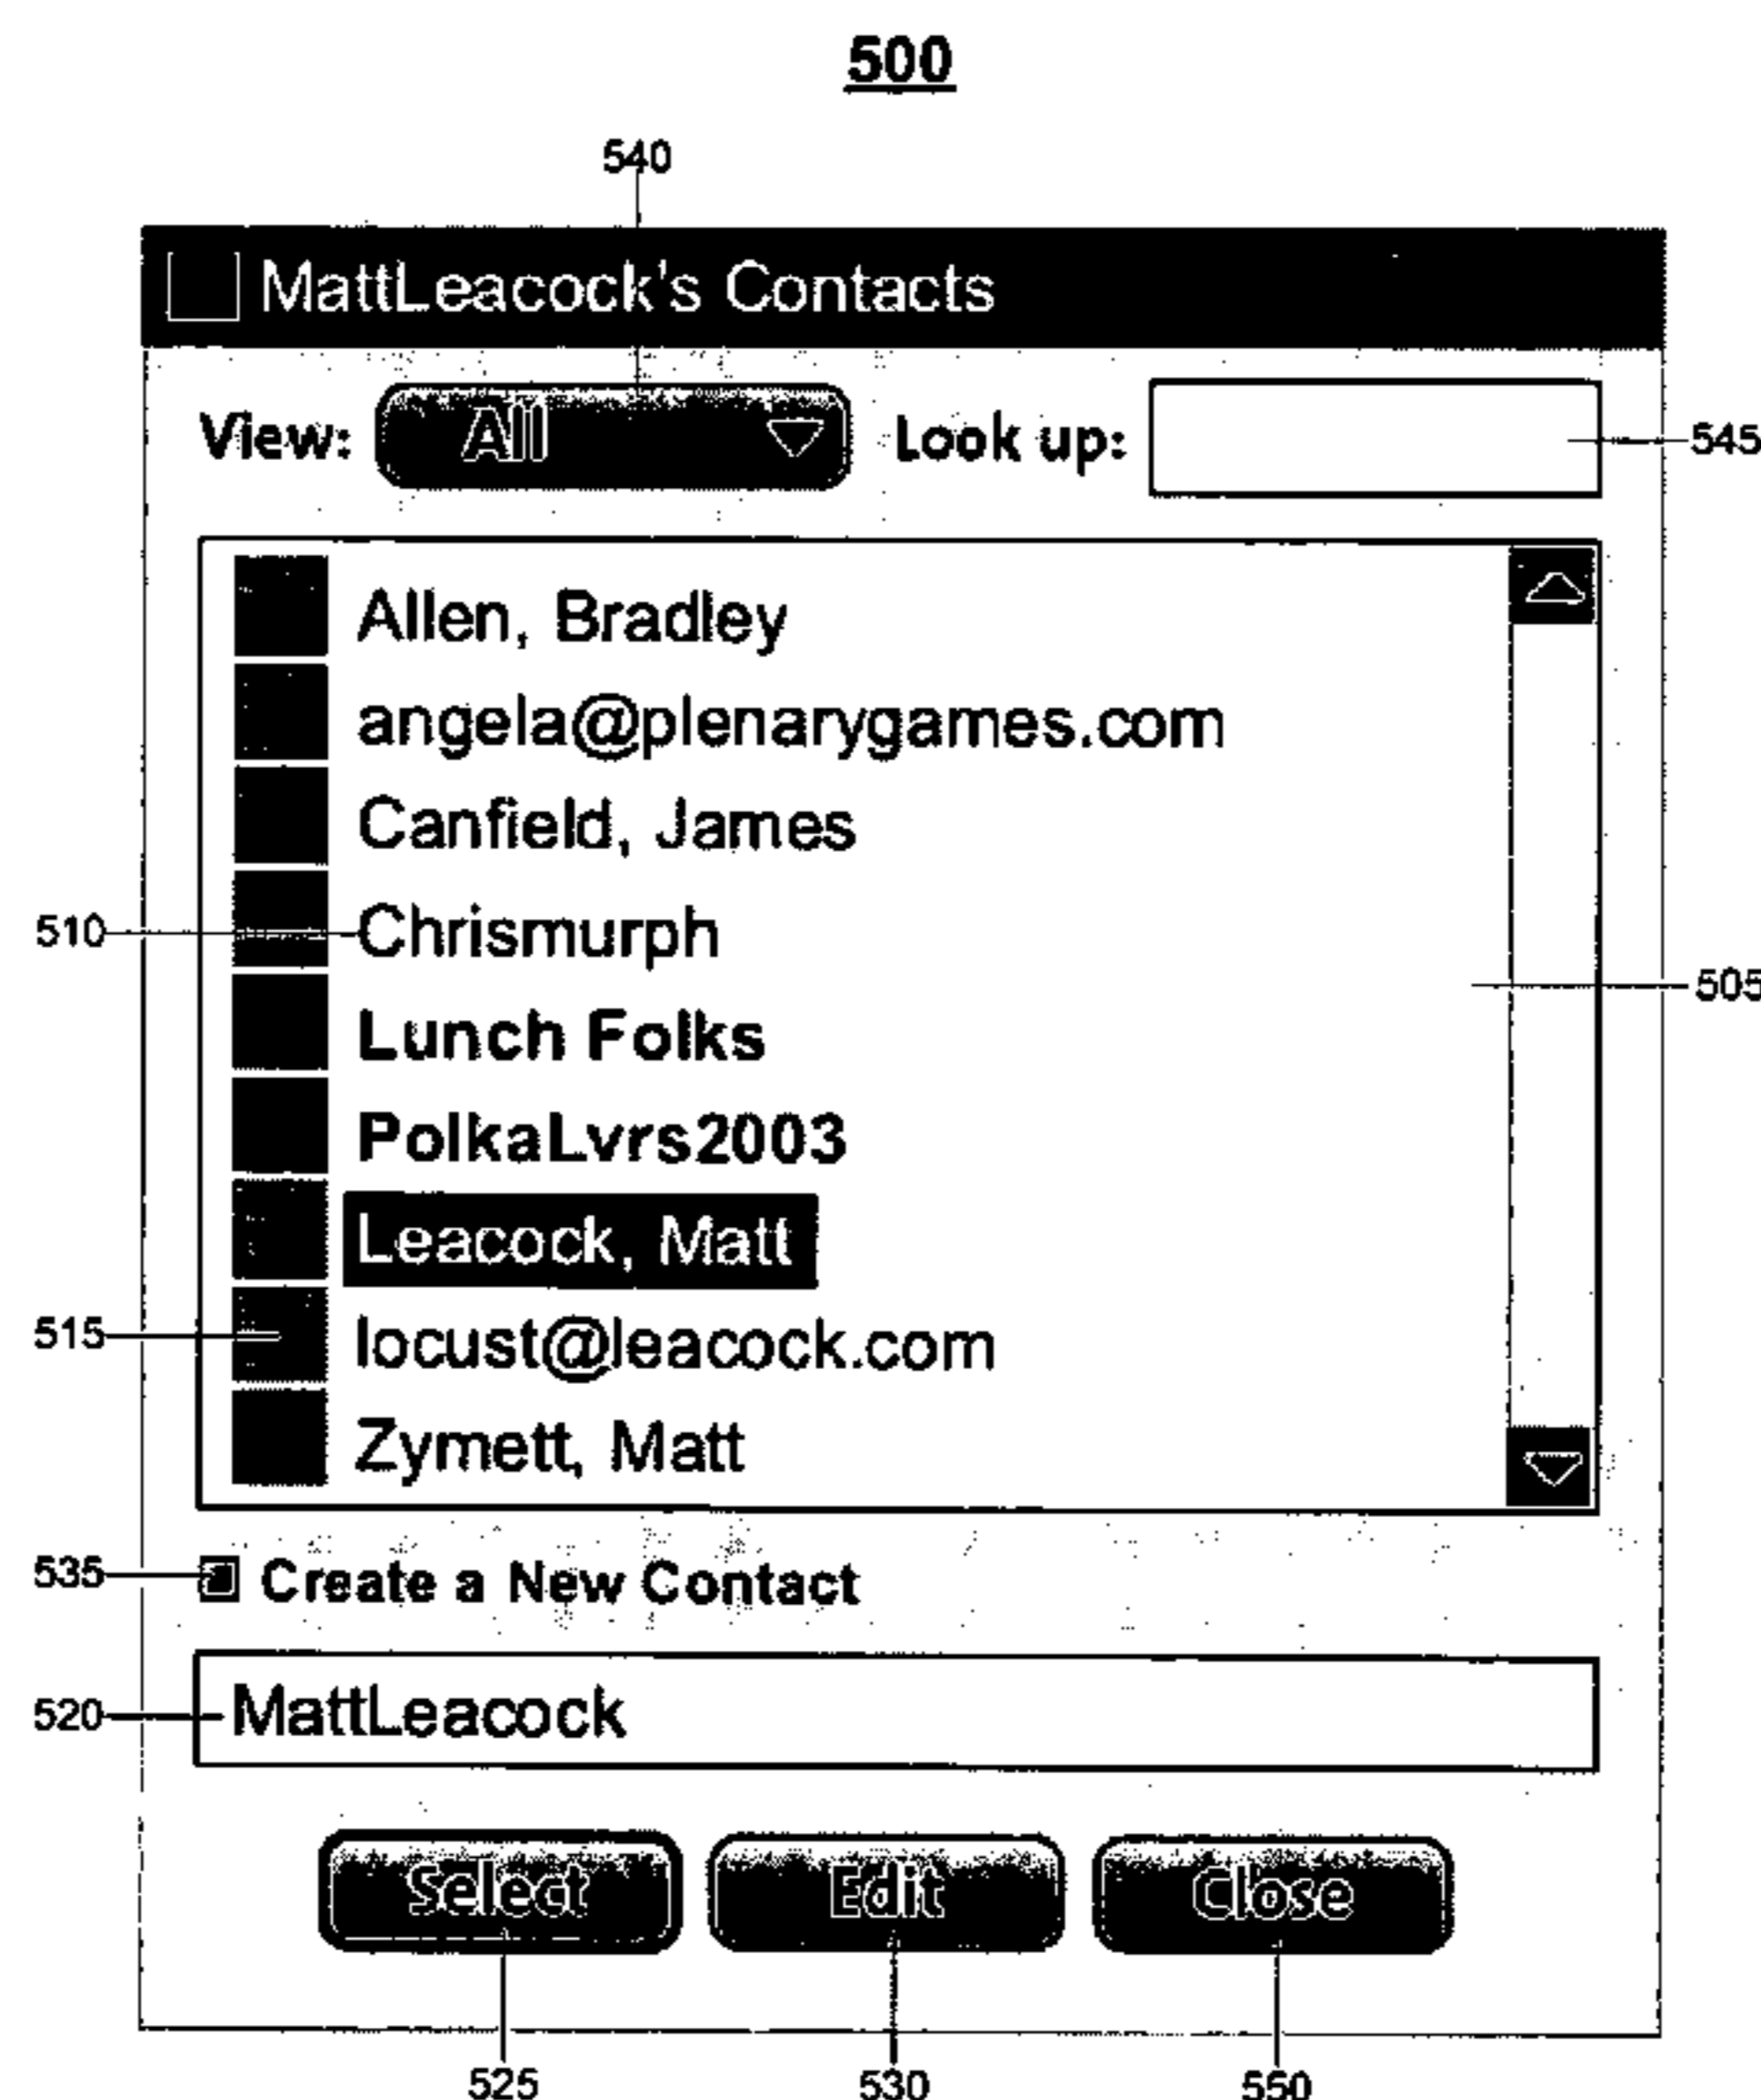 500
540
MattLeacock's Contacts
View: All Look up: 545
Allen, Bradley
angela@plenarygames.com
Canfield, James
510 Chrismurph
505
Lunch Folks
PolkaLvrs2003
Leacock, Matt
515 locust@leacock.com
Zymett, Matt
535 Create a New Contact
520 MattLeacock
Select Edit Close
525 530 550